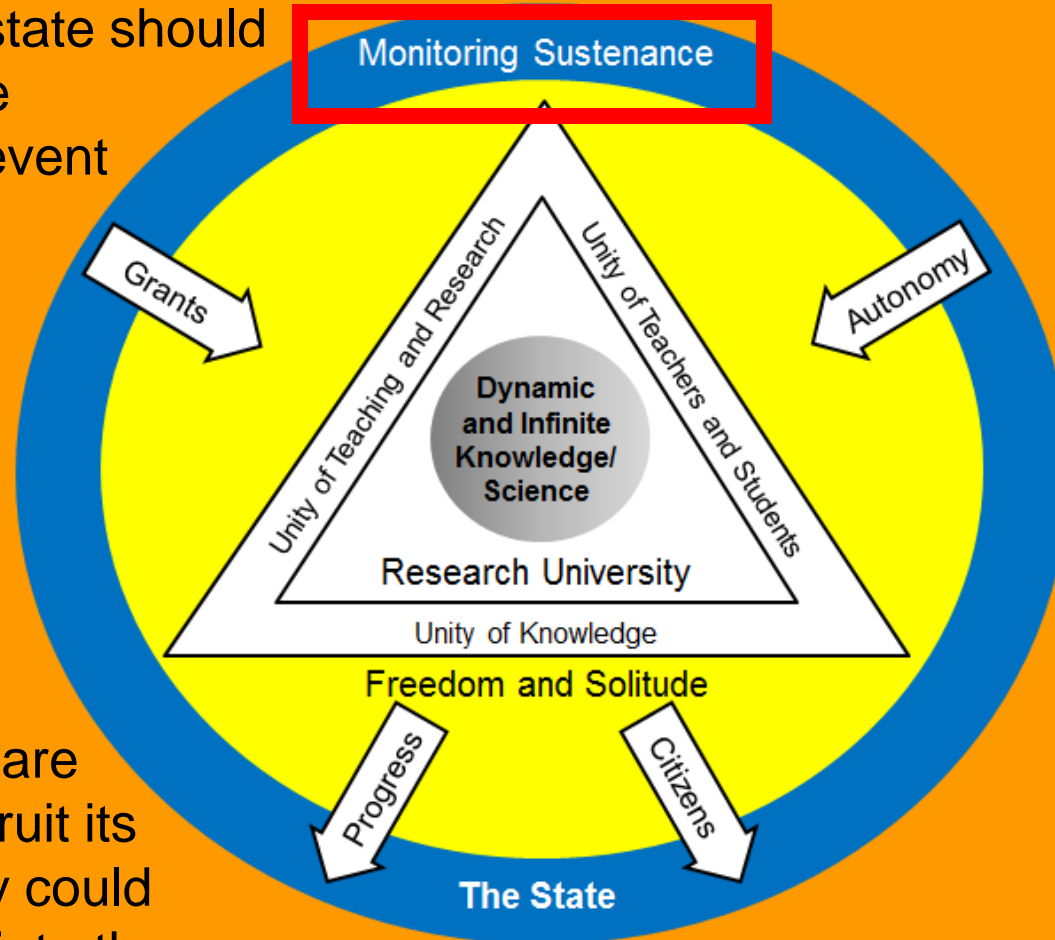 state should
event
Monitoring Sustenance
Grants
Autonomy
Unity of Teaching and Research
Unity of Teachers and Students
Dynamic
and Infinite
Knowledge/
Science
Research University
Unity of Knowledge
Freedom and Solitude
Progress
Citizens
The State
are
ruit its
y could